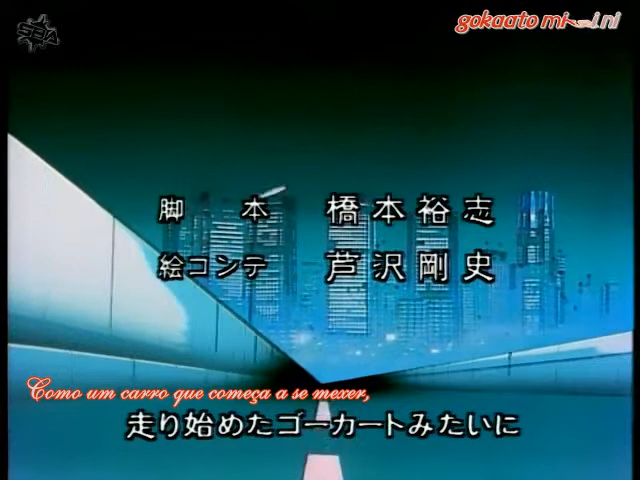 gokaato mi ni
SBA
脚本 橋本裕志
絵コンテ 芦沢剛史
Como um carro que começa a se mexer,
走り始めたゴーカートみたいに